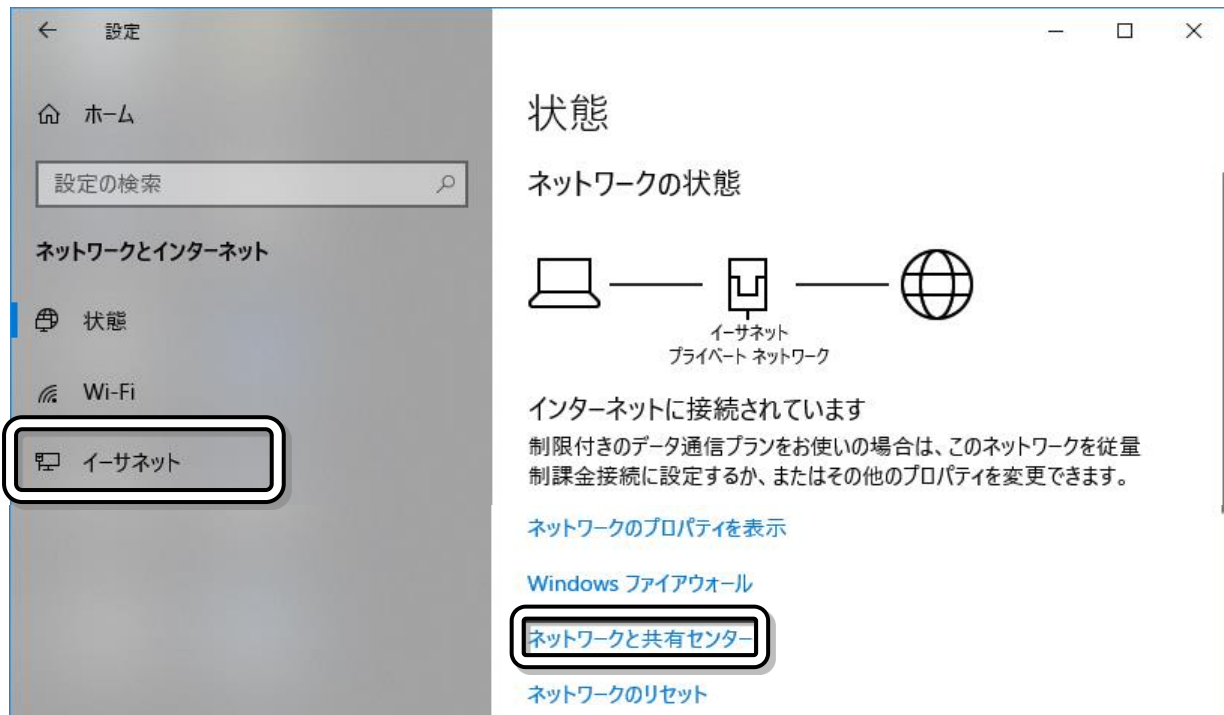 設定
ホーム
設定の検索
ネットワークとインターネット
状態
Wi-Fi
イーサネット
状態
ネットワークの状態
イーサネット
プライベート ネットワーク
インターネットに接続されています
制限付きのデータ通信プランをお使いの場合は、このネットワークを従量
制課金接続に設定するか、またはその他のプロパティを変更できます。
ネットワークのプロパティを表示
Windows ファイアウォール
ネットワークと共有センター
ネットワークのリセット